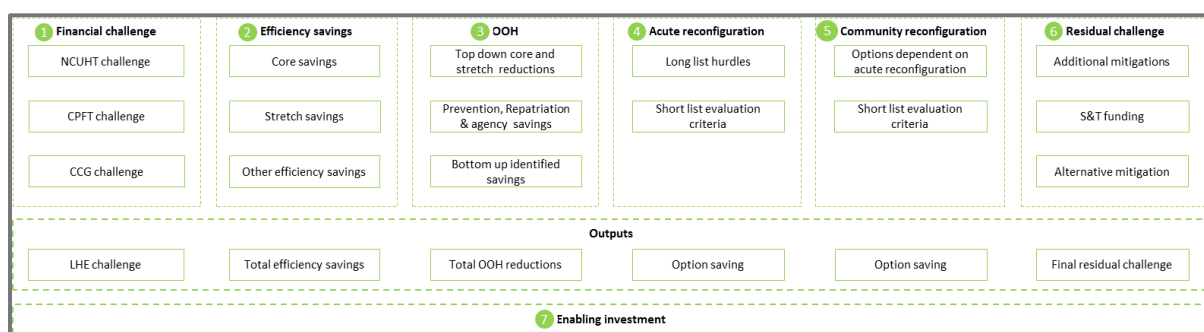 1 Financial challenge
NCUHT challenge
CPFT challenge
CCG challenge
2 Efficiency savings
Core savings
Stretch savings
Other efficiency savings
3 OOH
Top down core and
stretch reductions
Prevention, Repatriation
& agency savings
Bottom up identified
savings
4 Acute reconfiguration
Long list hurdles
Short list evaluation
criteria
5 Community reconfiguration
Options dependent on
acute reconfiguration
Short list evaluation
criteria
6 Residual challenge
Additional mitigations
S&T funding
Alternative mitigation
Outputs
LHE challenge
Total efficiency savings
Total OOH reductions
Option saving
Option saving
Final residual challenge
7 Enabling investment